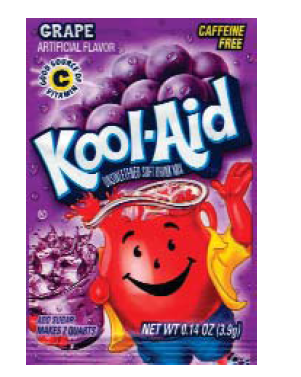 GRAPE
ARTIFICIAL FLAVOR
CAFFEINE
FREE
GOOD SOURCE OF
C
VITAMIN
Kool-Aid
UNSWEETENED SOFT DRINK MIX
ADD SUGAR
MAKES 2 QUARTS
NET WT 0.14 OZ (3.9g)